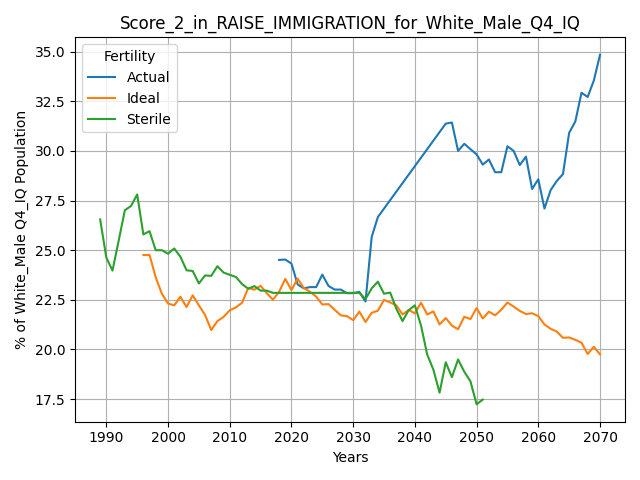 Score_2_in_RAISE_IMMIGRATION_for_White_Male_Q4_IQ
% of White_Male Q4_IQ Population
35.0
32.5
30.0
27.5
25.0
22.5
20.0
17.5
Fertility
Actual
Ideal
Sterile
1990 2000 2010 2020 2030 2040 2050 2060 2070
Years